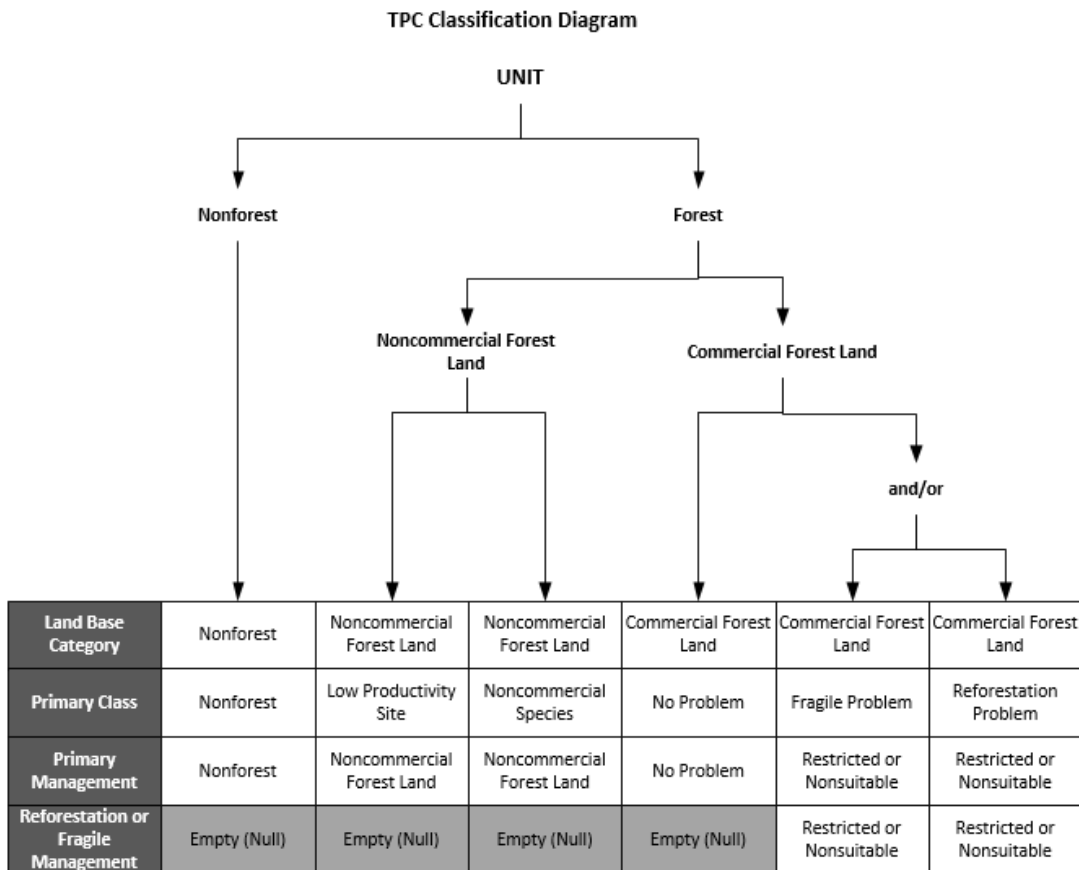 TPC Classification Diagram
UNIT
Nonforest
Forest
Noncommercial Forest
Land
Commercial Forest Land
and/or
Land Base
Category
Nonforest
Noncommercial
Forest Land
Noncommercial
Forest Land
Commercial Forest
Land
Commercial Forest
Land
Commercial Forest
Land
Primary Class
Nonforest
Low Productivity
Site
Noncommercial
Species
No Problem
Fragile Problem
Reforestation
Problem
Primary
Management
Nonforest
Noncommercial
Forest Land
Noncommercial
Forest Land
No Problem
Restricted or
Nonsuitable
Restricted or
Nonsuitable
Reforestation or
Fragile
Management
Empty (Null)
Empty (Null)
Empty (Null)
Empty (Null)
Restricted or
Nonsuitable
Restricted or
Nonsuitable